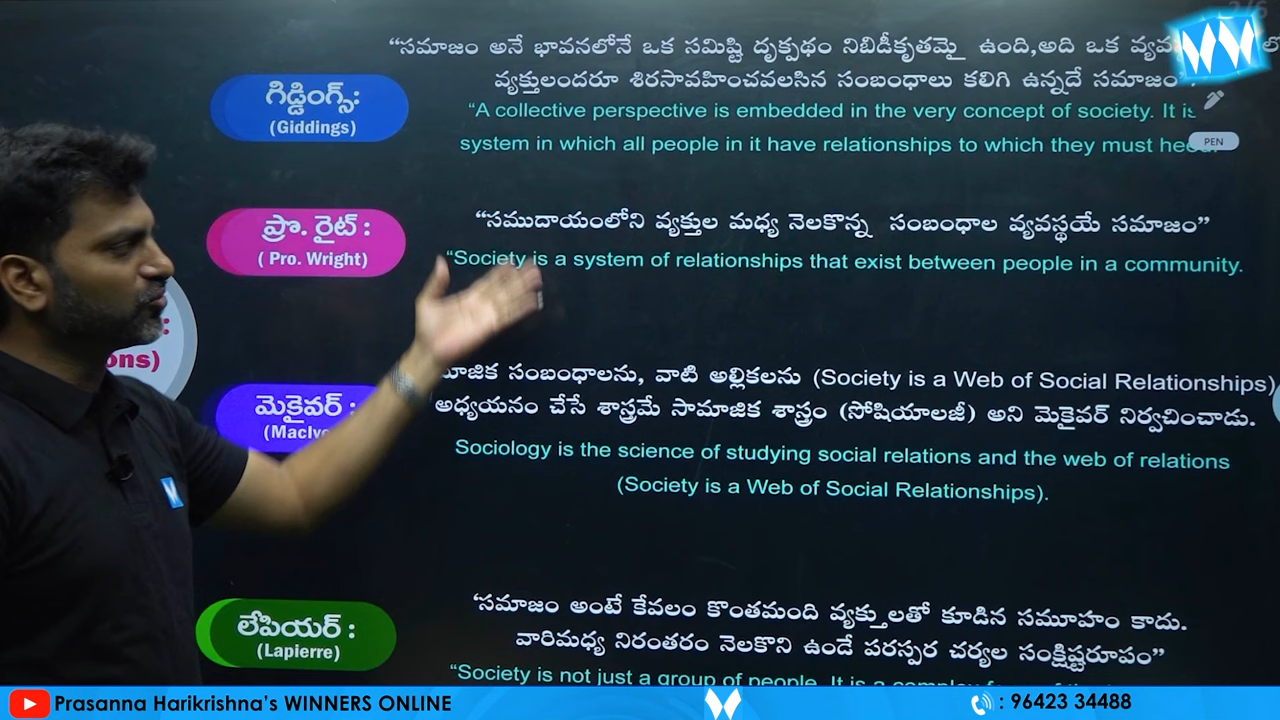 “సమాజం అనే భావనలోనే ఒక సమిష్టి దృక్పథం నిబిడీకృతమై ఉంది,అది ఒక
వ్యక్తులందరూ శిరసావహించవలసిన సంబంధాలు కలిగి ఉన్నదే సమాజం”
గిడ్డింగ్స్:
(Giddings)
“A collective perspective is embedded in the very concept of society. It is
system in which all people in it have relationships to which they must
PEN
ప్రొ. రైట్ :
( Pro. Wright)
“సముదాయంలోని వ్యక్తుల మధ్య నెలకొన్న సంబంధాల వ్యవస్థయే సమాజం”
“Society is a system of relationships that exist between people in a community.
సంబంధాలను, వాటి అల్లికలను (Society is a Web of Social Relationships)
మెకైవర్ :
అధ్యయనం చేసే శాస్త్రమే సామాజిక శాస్త్రం (సోషియాలజీ) అని మెకైవర్ నిర్వచించాడు.
Sociology is the science of studying social relations and the web of relations
(Society is a Web of Social Relationships).
లేపియర్ :
(Lapierre)
‘సమాజం అంటే కేవలం కొంతమంది వ్యక్తులతో కూడిన సమూహం కాదు.
వారిమధ్య నిరంతరం నెలకొని ఉండే పరస్పర చర్యల సంక్షిష్టరూపం”
“Society is not just a group of people. It is a complex
Prasanna Harikrishna’s WINNERS ONLINE
: 96423 34488